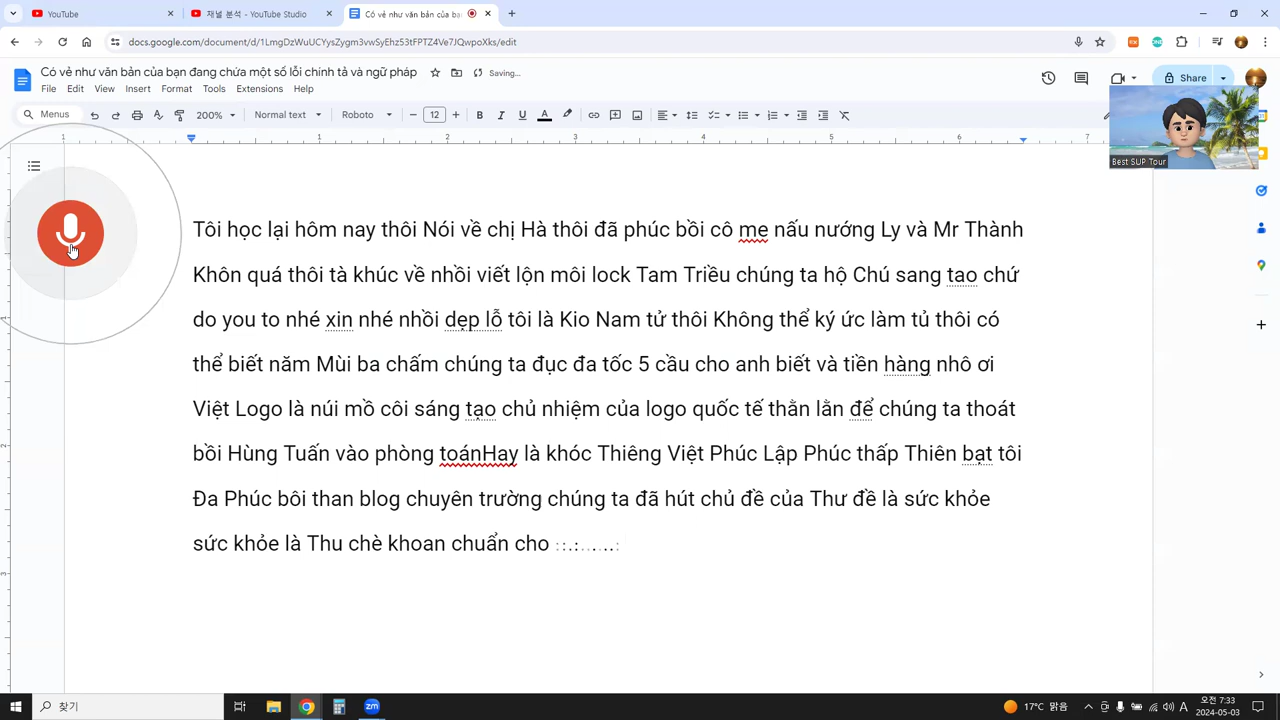 YouTube
채널 분석 - YouTube Studio
Có vẻ như văn bản của bạ
docs.google.com/document/d/1LmgDzWuUCYysZygm3vwSyEhz53tFPTZ4Ve7JQwpoXks/edit
Có vẻ như văn bản của bạn đang chứa một số lỗi chính tả và ngữ pháp
Saving...
File Edit View Insert Format Tools Extensions Help
Share
Menus
200%
Normal text
Roboto
12
Best SUP Tour
1 1 2 3 4 5 6 7
Tôi học lại hôm nay thôi Nói về chị Hà thôi đã phúc bồi cô mẹ nấu nướng Ly và Mr Thành
Khôn quá thôi tà khúc về nhồi viết lộn môi lock Tam Triều chúng ta hộ Chú sang tạo chứ
do you to nhé xin nhé nhồi dẹp lỗ tôi là Kio Nam tử thôi Không thể ký ức làm tủ thôi có
thể biết năm Mùi ba chấm chúng ta đục đa tốc 5 cầu cho anh biết và tiền hàng nhô ơi
Việt Logo là núi mồ côi sáng tạo chủ nhiệm của logo quốc tế thằn lằn để chúng ta thoát
bồi Hùng Tuấn vào phòng toánHay là khóc Thiêng Việt Phúc Lập Phúc thấp Thiên bạt tôi
Đa Phúc bôi than blog chuyên trường chúng ta đã hút chủ đề của Thư đề là sức khỏe
sức khỏe là Thu chè khoan chuẩn cho
찾기
17°C 맑음
A
오전 7:33
2024-05-03